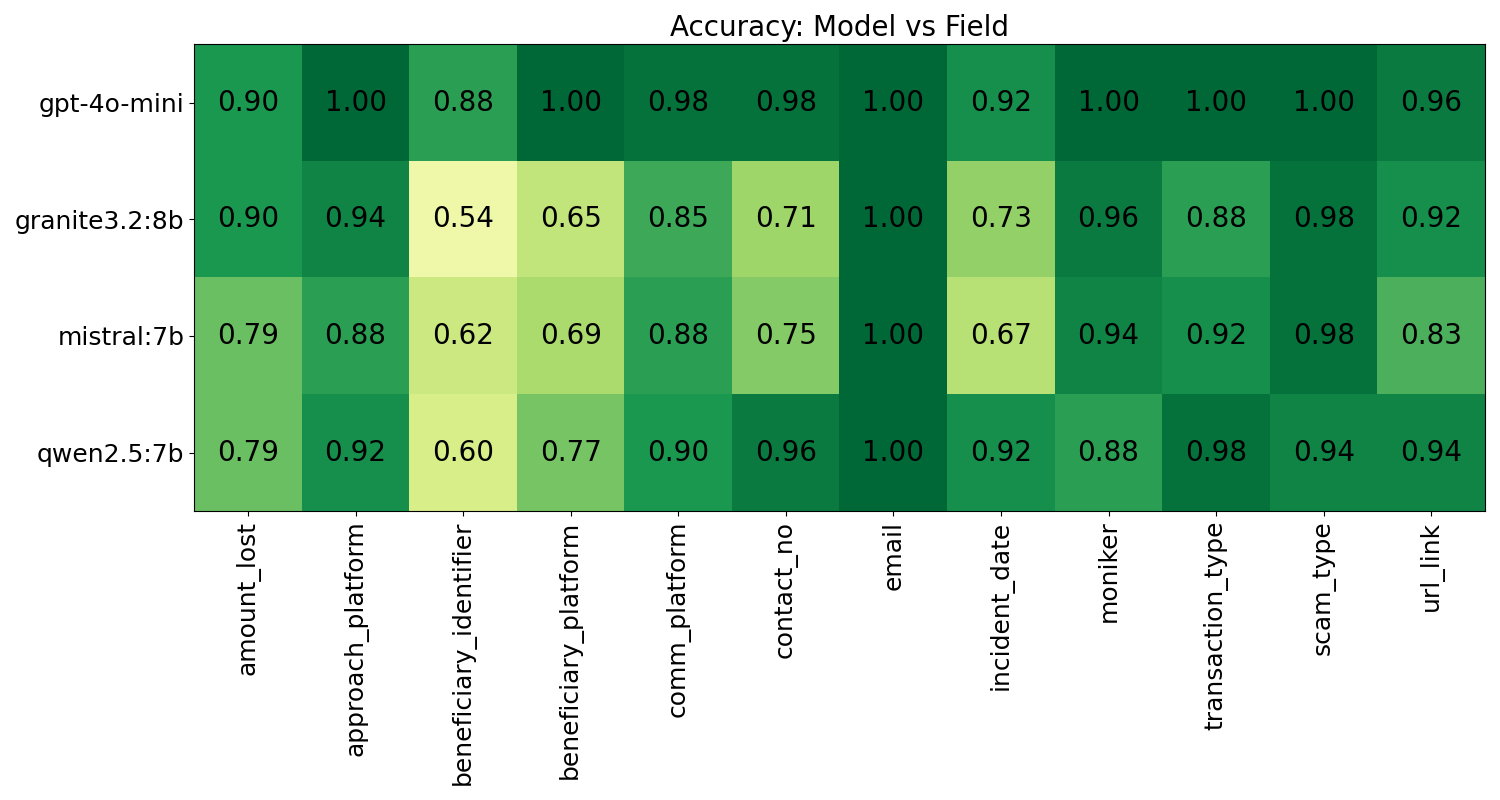 Accuracy: Model vs Field
gpt-4o-mini 0.90 1.00 0.88 1.00 0.98 0.98 1.00 0.92 1.00 1.00 1.00 0.96
granite3.2:8b 0.90 0.94 0.54 0.65 0.85 0.71 1.00 0.73 0.96 0.88 0.98 0.92
mistral:7b 0.79 0.88 0.62 0.69 0.88 0.75 1.00 0.67 0.94 0.92 0.98 0.83
qwen2.5:7b 0.79 0.92 0.60 0.77 0.90 0.96 1.00 0.92 0.88 0.98 0.94 0.94
amount_lost
approach_platform
beneficiary_identifier
beneficiary_platform
comm_platform
contact_no
email
incident_date
moniker
transaction_type
scam_type
url_link